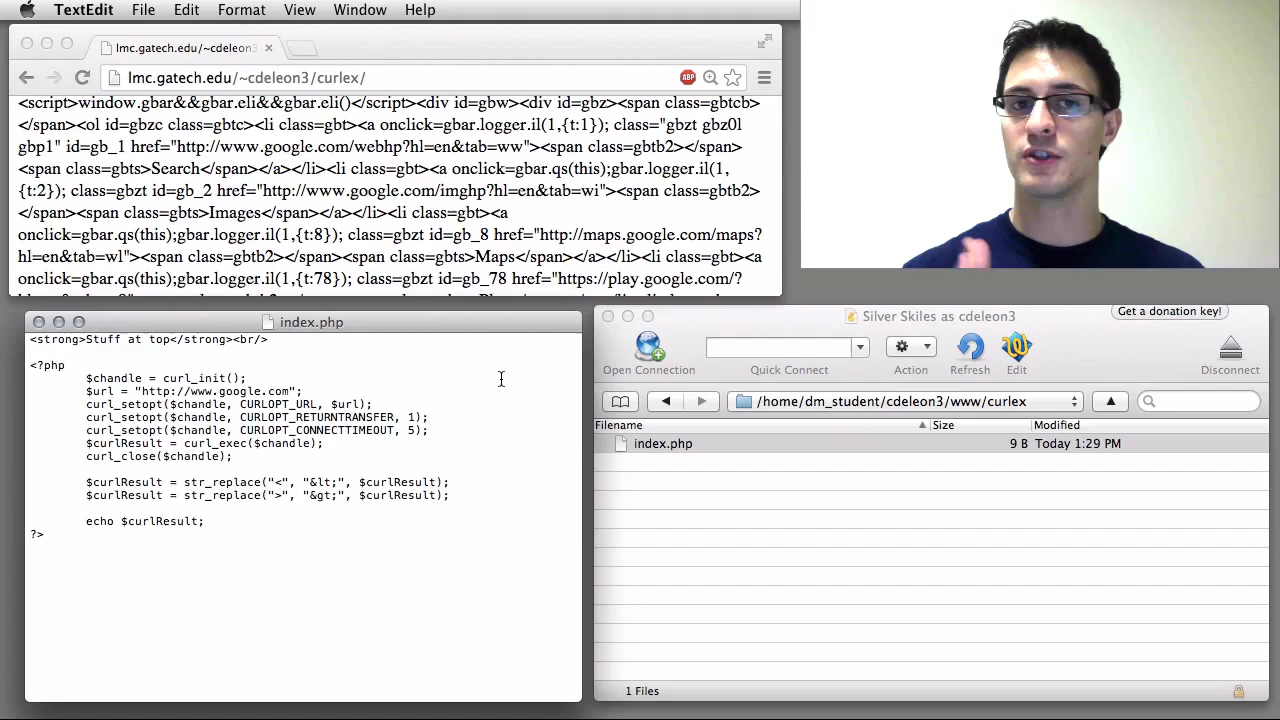 TextEdit File Edit Format View Window Help
lmc.gatech.edu/~cdeleon3
lmc.gatech.edu/~cdeleon3/curlex/
ABP
<script>window.gbar&&gbar.eli&&gbar.eli()</script><div id=gbw><div id=gbz><span class=gbtcb>
</span><ol id=gbzc class=gbtc><li class=gbt><a onclick=gbar.logger.il(1,{t:1}); class="gbzt gbz0l
gbp1" id=gb_1 href="http://www.google.com/webhp?hl=en&tab=ww"><span class=gbtb2></span>
<span class=gbts>Search</span></a></li><li class=gbt><a onclick=gbar.qs(this);gbar.logger.il(1,
{t:2}); class=gbzt id=gb_2 href="http://www.google.com/imghp?hl=en&tab=wi"><span class=gbtb2>
</span><span class=gbts>Images</span></a></li><li class=gbt><a
onclick=gbar.qs(this);gbar.logger.il(1,{t:8}); class=gbzt id=gb_8 href="http://maps.google.com/maps?
hl=en&tab=wl"><span class=gbtb2></span><span class=gbts>Maps</span></a></li><li class=gbt><a
onclick=gbar.qs(this);gbar.logger.il(1,{t:78}); class=gbzt id=gb_78 href="https://play.google.com/?
index.php
<strong>Stuff at top</strong><br/>
<?php
$chandle = curl_init();
$url = "http://www.google.com";
curl_setopt($chandle, CURLOPT_URL, $url);
curl_setopt($chandle, CURLOPT_RETURNTRANSFER, 1);
curl_setopt($chandle, CURLOPT_CONNECTTIMEOUT, 5);
$curlResult = curl_exec($chandle);
curl_close($chandle);
$curlResult = str_replace("<", "&lt;", $curlResult);
$curlResult = str_replace(">", "&gt;", $curlResult);
echo $curlResult;
?>
Silver Skiles as cdeleon3
Get a donation key!
Open Connection Quick Connect Action Refresh Edit Disconnect
/home/dm_student/cdeleon3/www/curlex
Filename Size Modified
index.php 9 B Today 1:29 PM
1 Files